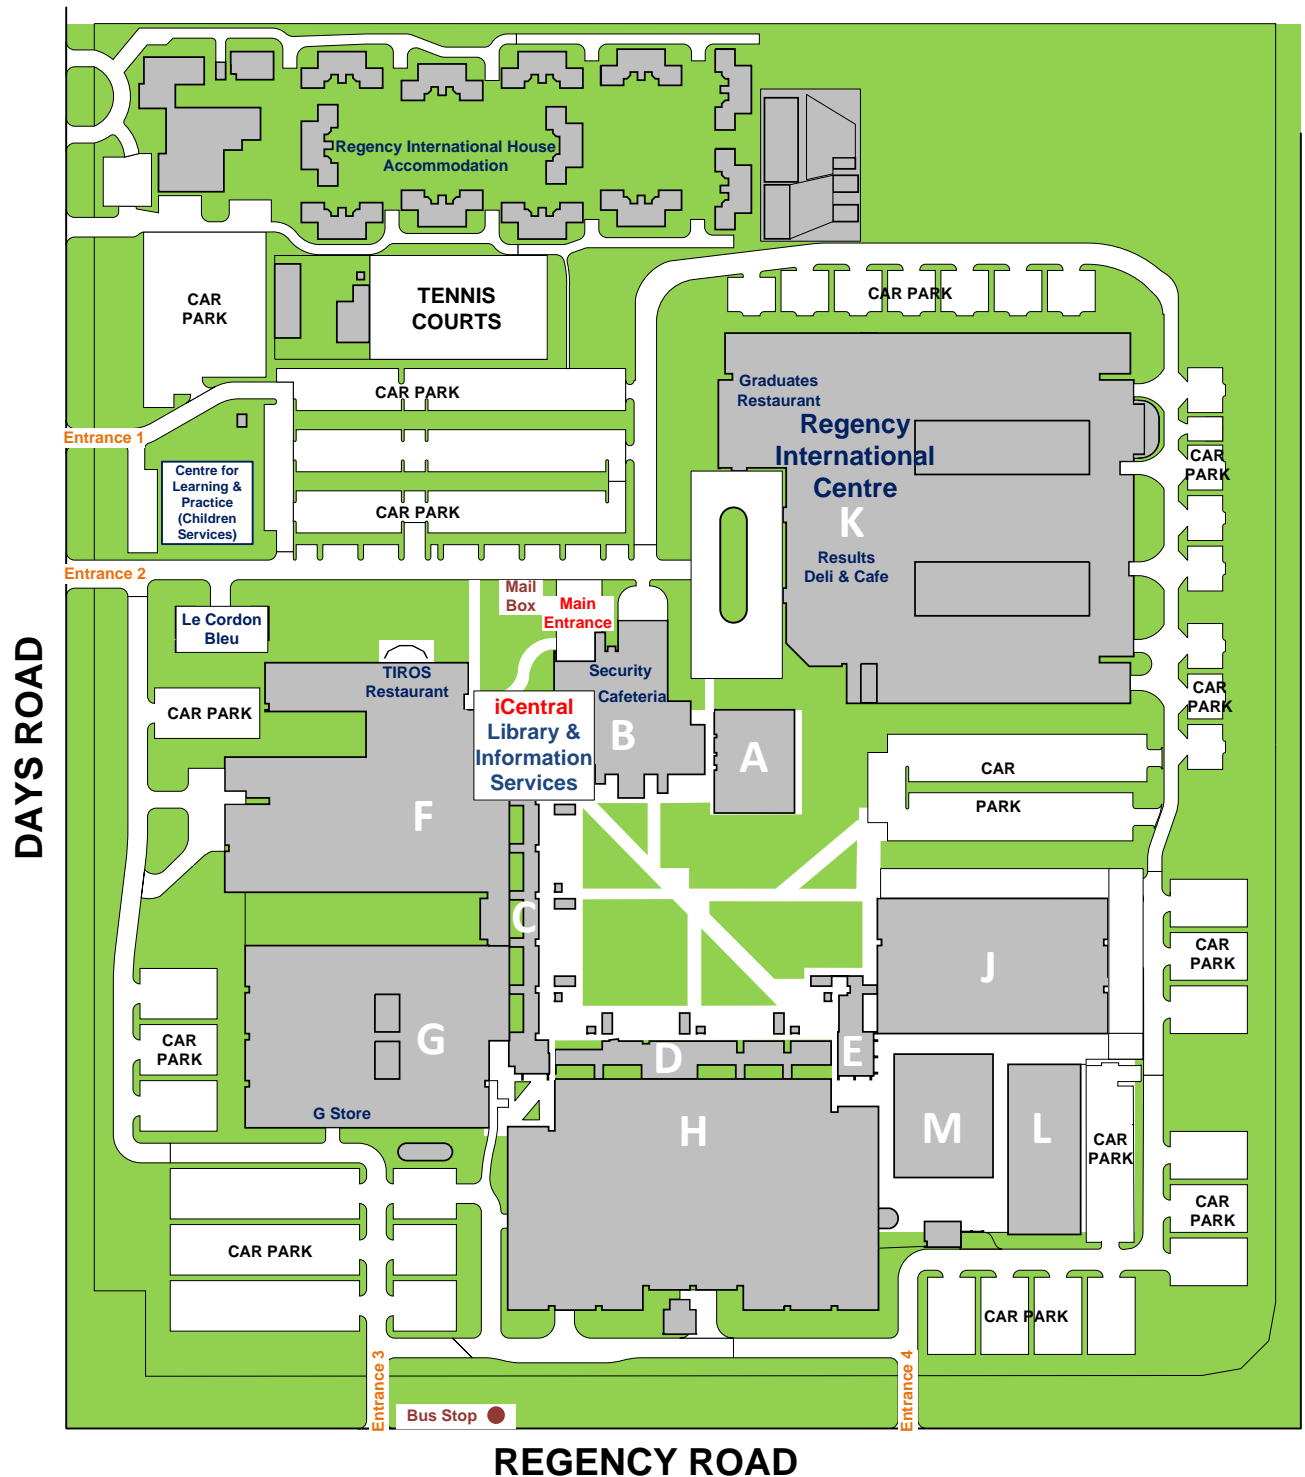 Regency International House
Accommodation
CAR
PARK
TENNIS
COURTS
CAR PARK
CAR PARK
Graduates
Restaurant
Regency
International
Centre
K
Results
Deli & Cafe
CAR
PARK
Entrance 1
Centre for
Learning &
Practice
(Children
Services)
CAR PARK
Entrance 2
Mail
Box
Main
Entrance
Le Cordon
Bleu
TIROS
Restaurant
Security
Cafeteria
CAR PARK
iCentral
Library &
Information
Services
B
A
CAR
PARK
CAR
PARK
DAYS ROAD
F
C
J
CAR
PARK
G
D
E
CAR
PARK
G Store
H
M
L
CAR
PARK
CAR
PARK
CAR PARK
CAR PARK
Entrance 3
Entrance 4
Bus Stop
REGENCY ROAD